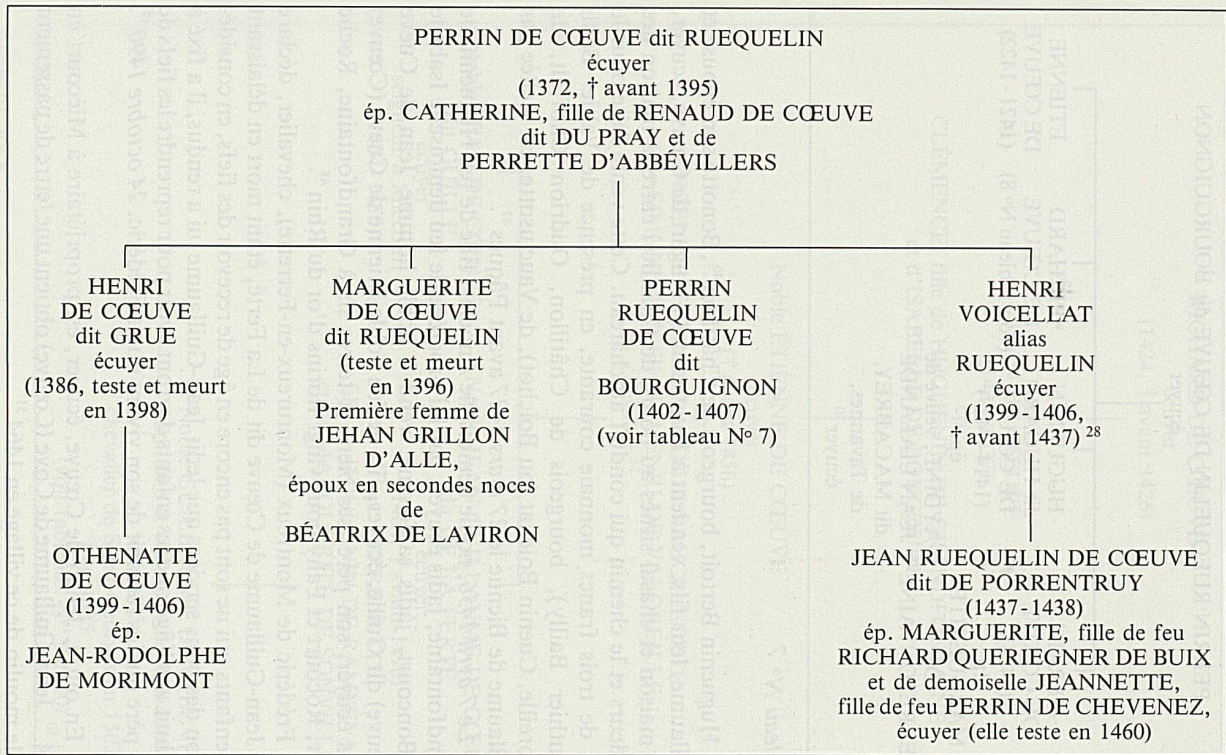 PERRIN DE CŒUVE dit RUEQUELIN
écuyer
(1372, † avant 1395)
ép. CATHERINE, fille de RENAUD DE CŒUVE
dit DU PRAY et de
PERRETTE D'ABBÉVILLERS
HENRI
DE CŒUVE
dit GRUE
écuyer
(1386, teste et meurt
en 1398)
OTHENATTE
DE CŒUVE
(1399-1406)
ép.
JEAN-RODOLPHE
DE MORIMONT
MARGUERITE
DE CŒUVE
dit RUEQUELIN
(teste et meurt
en 1396)
Première femme de
JEHAN GRILLON
D'ALLE,
époux en secondes noces
de
BÉATRIX DE LAVIRON
PERRIN
RUEQUELIN
DE CŒUVE
dit
BOURGUIGNON
(1402-1407)
(voir tableau Nº 7)
HENRI
VOICELLAT
alias
RUEQUELIN
écuyer
(1399-1406,
† avant 1437) 28
JEAN RUEQUELIN DE CŒUVE
dit DE PORRENTRUY
(1437-1438)
ép. MARGUERITE, fille de feu
RICHARD QUERIEGNER DE BUIX
et de demoiselle JEANNETTE,
fille de feu PERRIN DE CHEVENEZ,
écuyer (elle teste en 1460)